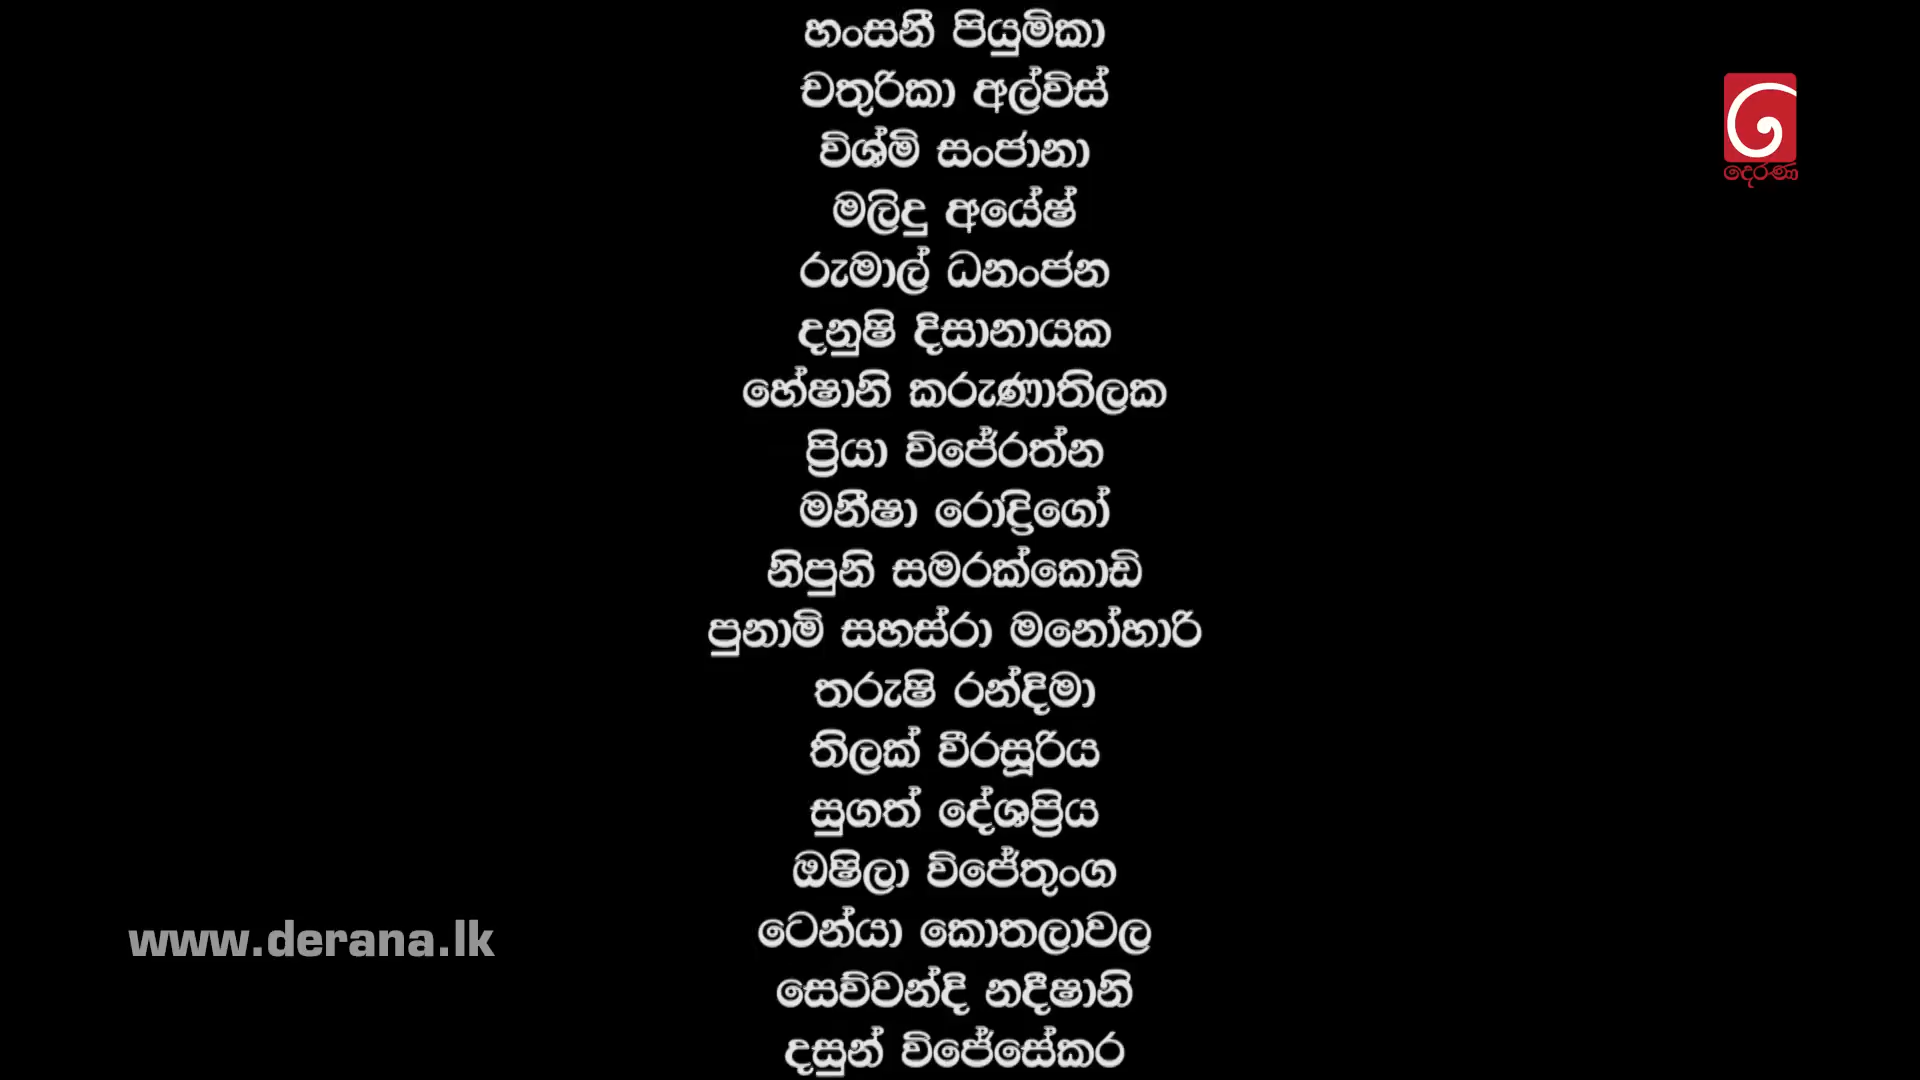 හංසනී පියුමිකා
චතුරිකා අල්විස්
විශ්මි සංජානා
මලිදු අයේෂ්
රුමාල් ධනංජන
දනුෂි දිසානායක
හේෂානි කරුණාතිලක
ප්‍රියා විජේරත්න
මනීෂා රොද්‍රිගෝ
නිපුනි සමරක්කොඩි
පුනාමි සහස්රා මනෝහාරි
තරුෂි රන්දිමා
තිලක් වීරසූරිය
සුගත් දේශප්‍රිය
ඔෂිලා විජේතුංග
ටෙන්යා කොතලාවල
සෙව්වන්දි නදීෂානි
දසුන් විජේසේකර
දෙරණ
www.derana.lk